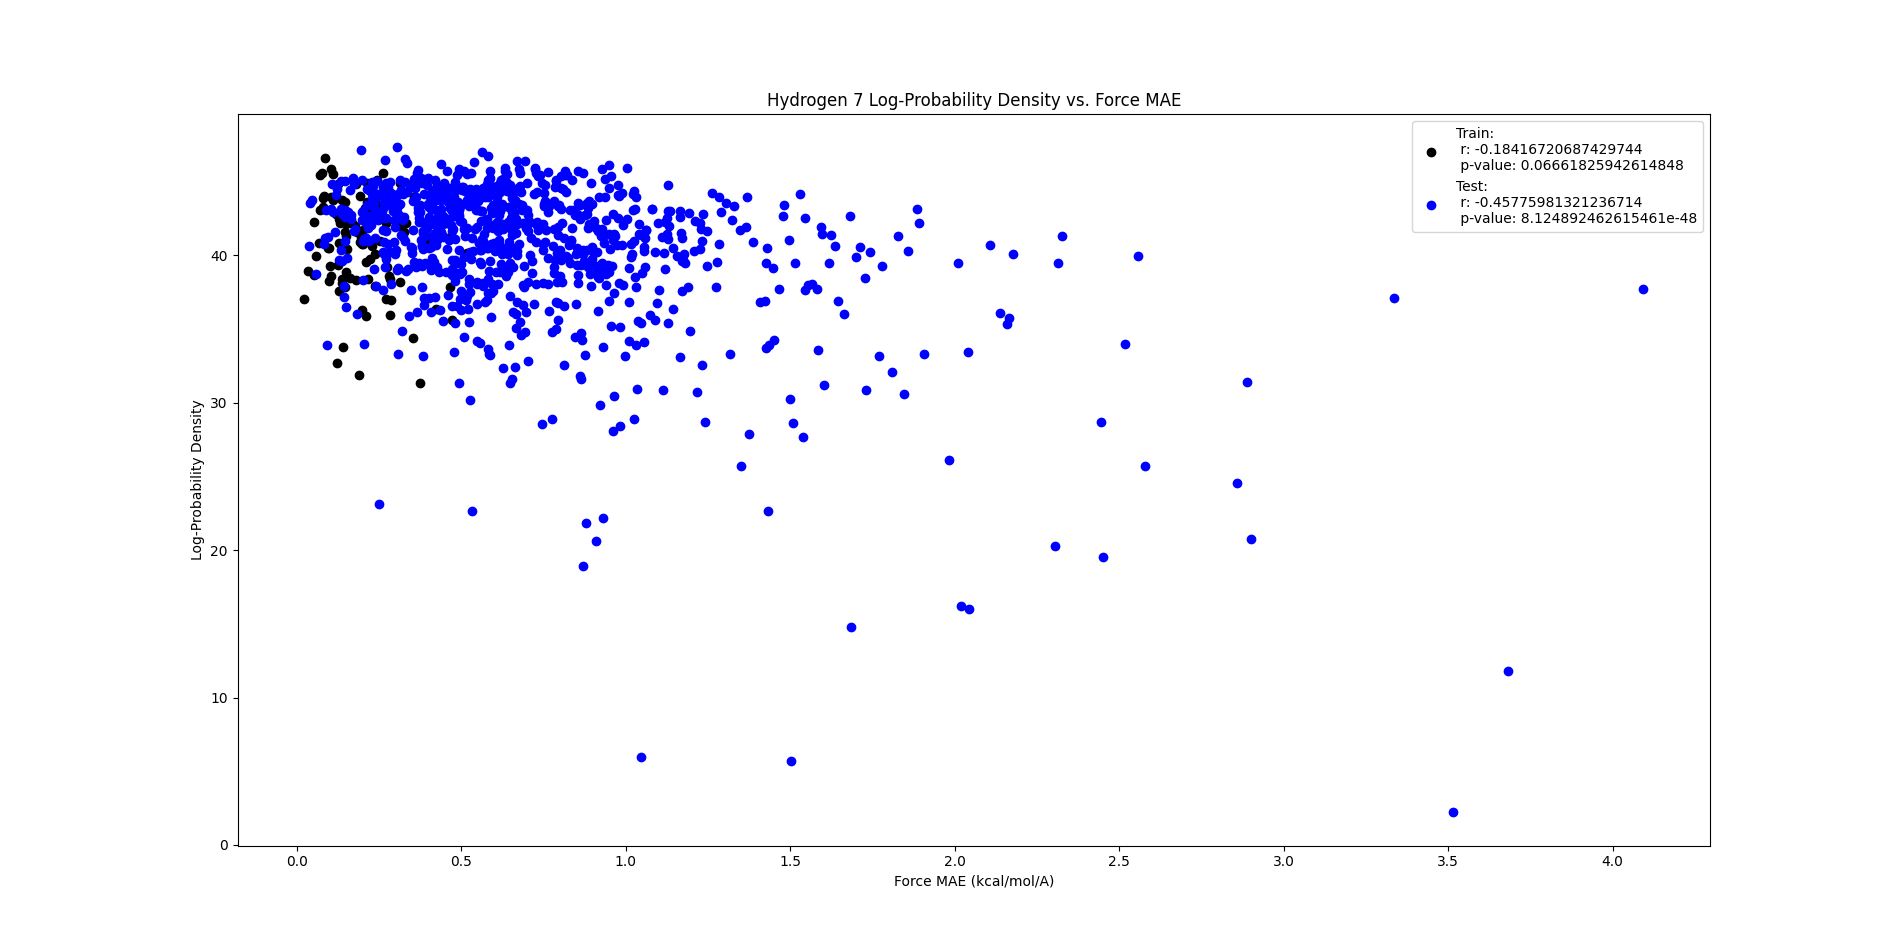 Hydrogen 7 Log-Probability Density vs. Force MAE
Train:
r: -0.18416720687429744
p-value: 0.06661825942614848
Test:
r: -0.45775981321236714
p-value: 8.124892462615461e-48
Log-Probability Density
40
30
20
10
0
0.0 0.5 1.0 1.5 2.0 2.5 3.0 3.5 4.0
Force MAE (kcal/mol/A)